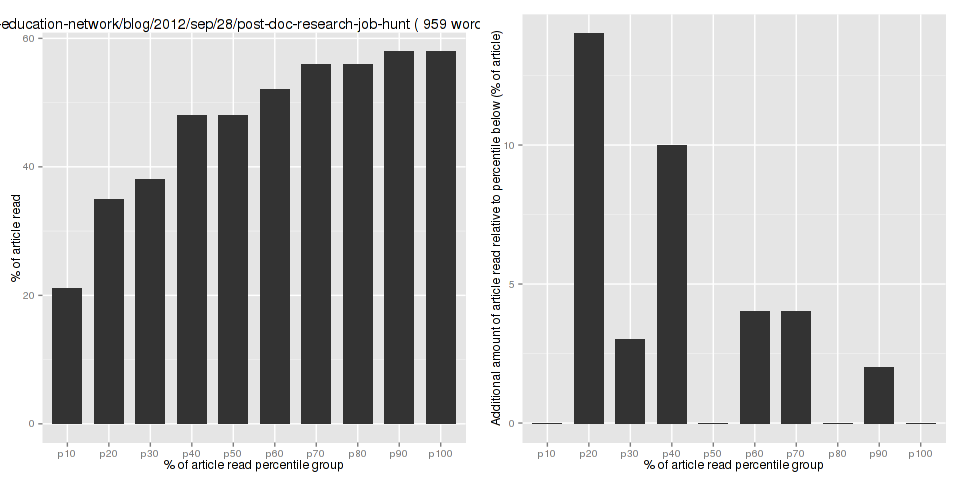 -education-network/blog/2012/sep/28/post-doc-research-job-hunt ( 959 word
60
40
20
0
% of article read
p10 p20 p30 p40 p50 p60 p70 p80 p90 p100
% of article read percentile group
Additional amount of article read relative to percentile below (% of article)
10
5
0
p10 p20 p30 p40 p50 p60 p70 p80 p90 p100
% of article read percentile group